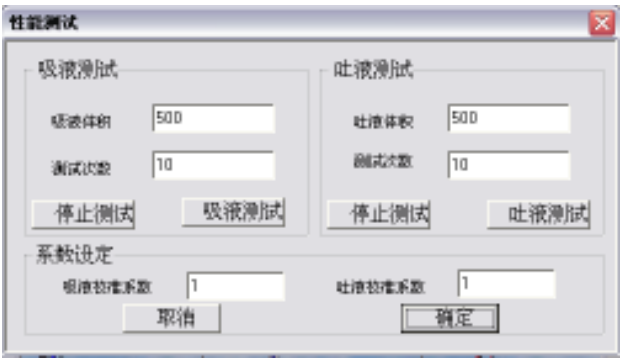 性能测试
吸液测试
吸液体积 500
测试次数 10
停止测试 吸液测试
吐液测试
吐液体积 500
测试次数 10
停止测试 吐液测试
系数设定
吸液校准系数 1
吐液校准系数 1
取消 确定